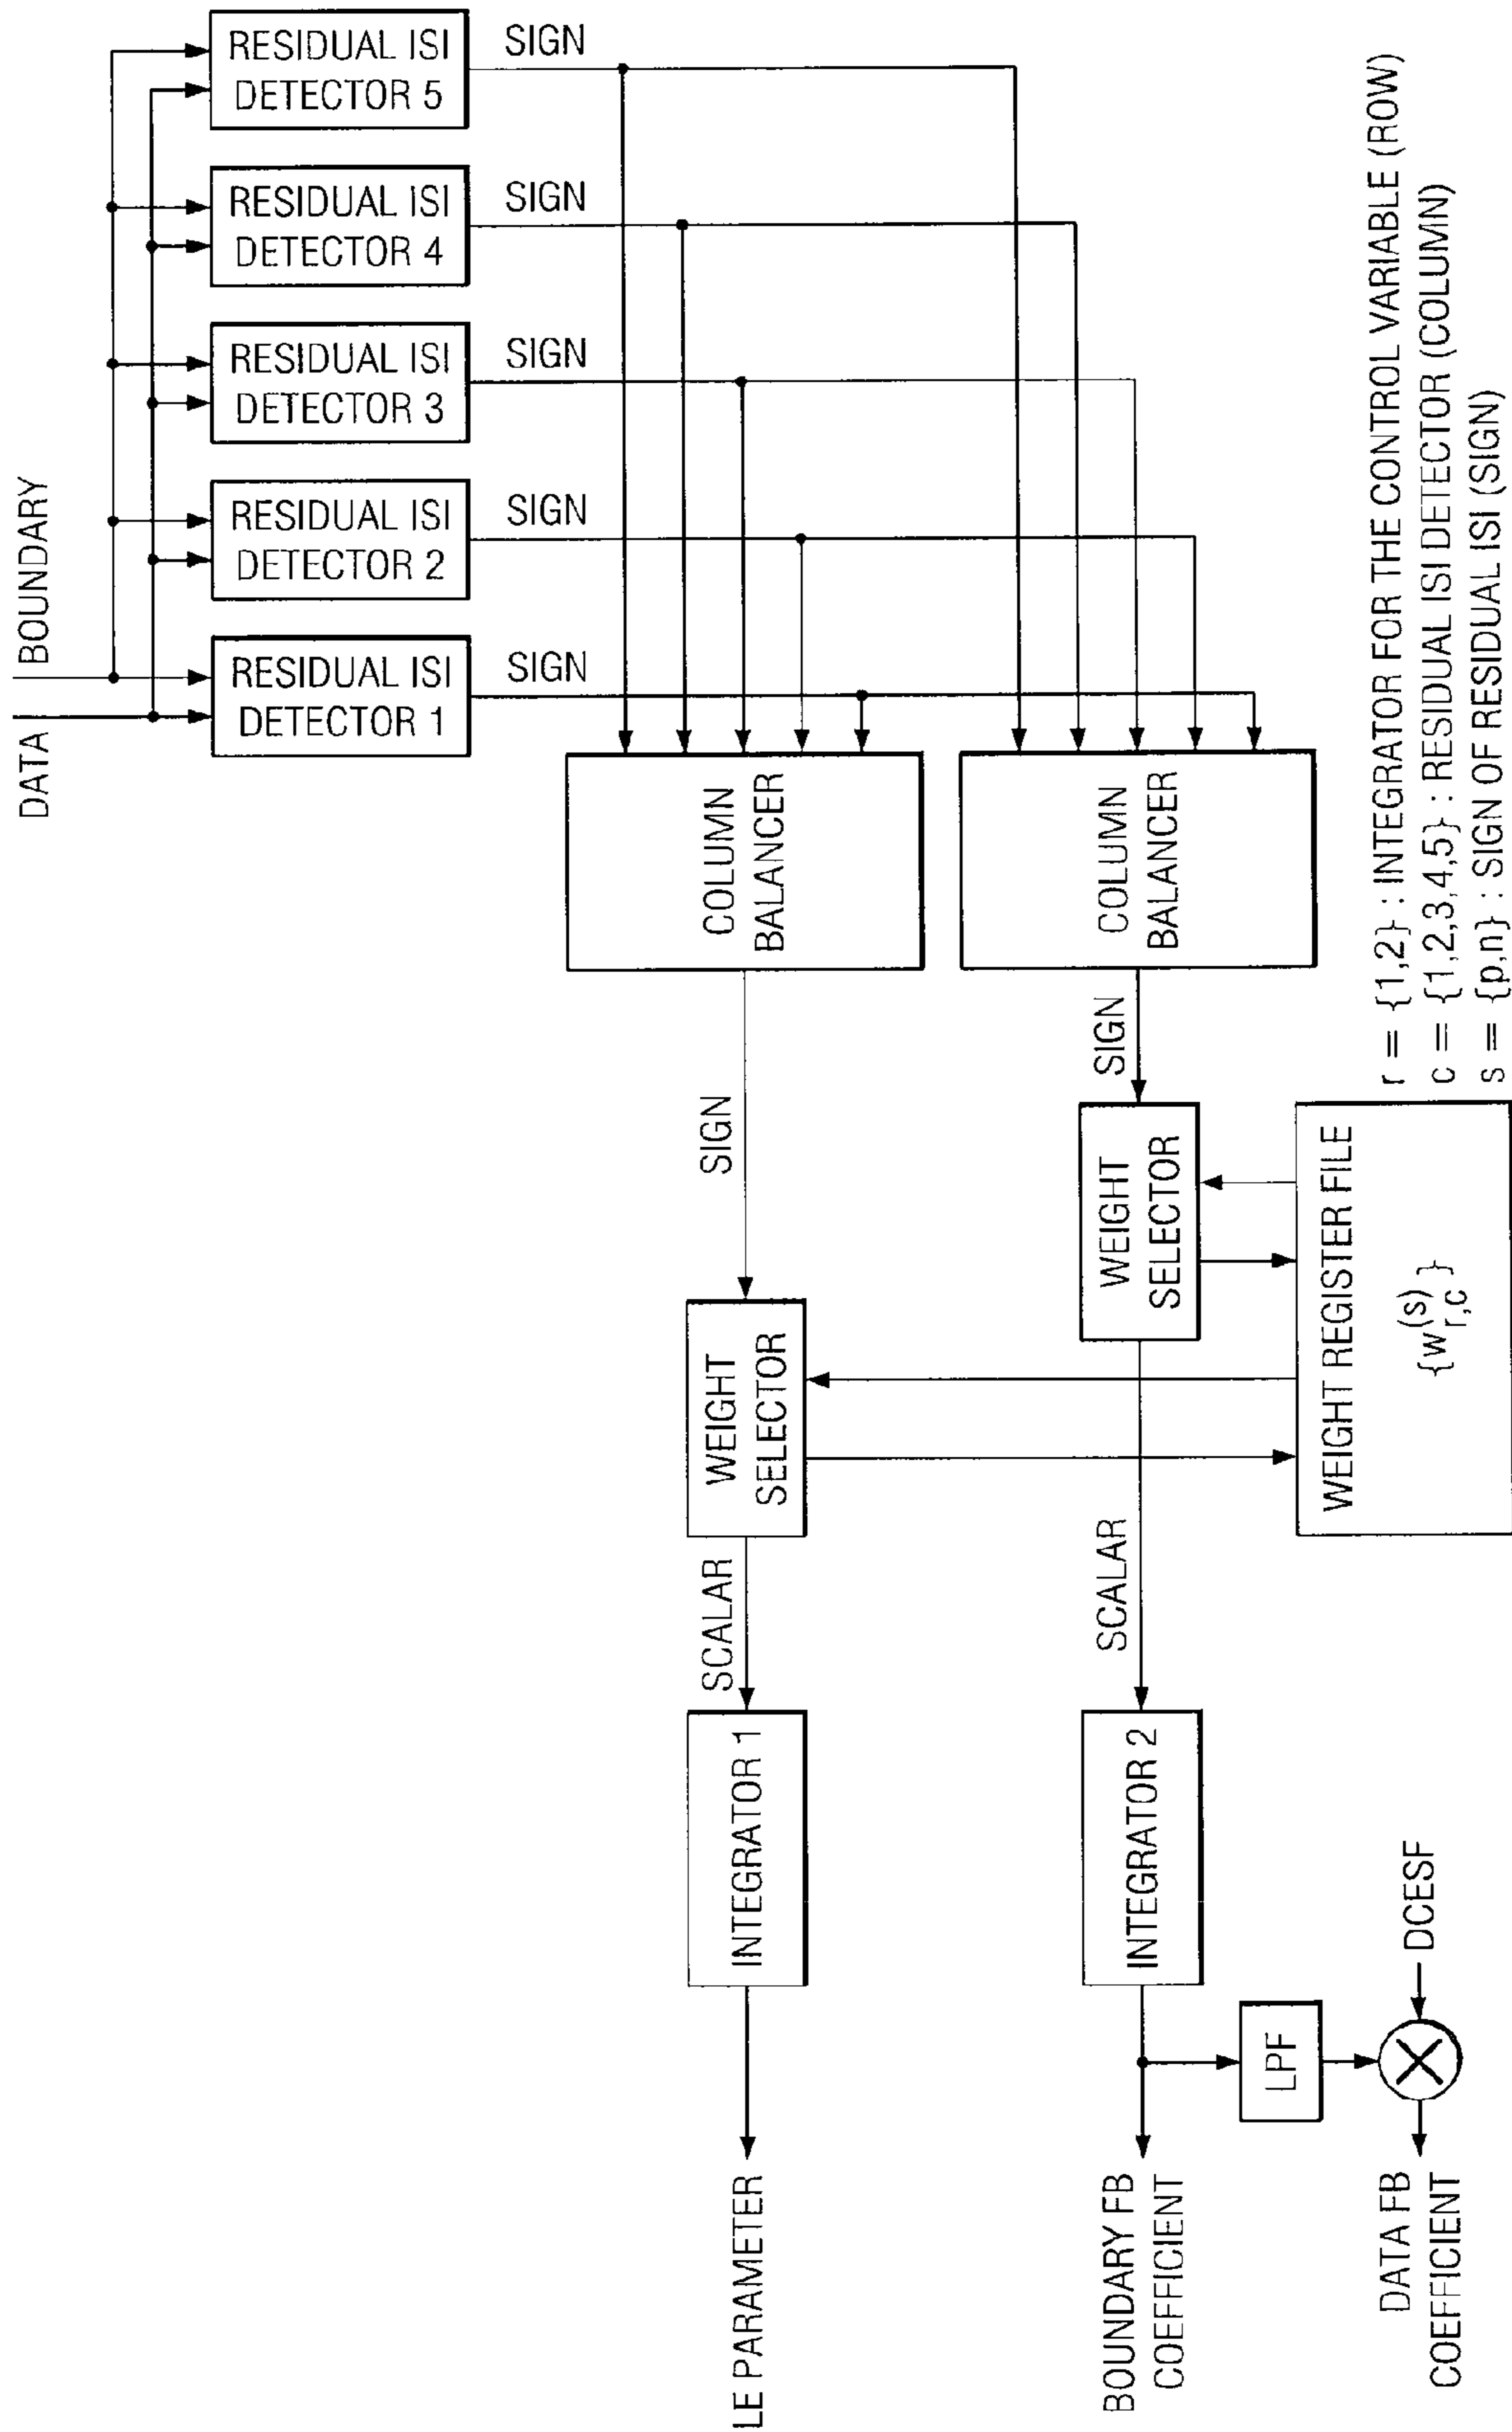 DATA
BOUNDARY
RESIDUAL ISI
DETECTOR 1
SIGN
RESIDUAL ISI
DETECTOR 2
SIGN
RESIDUAL ISI
DETECTOR 3
SIGN
RESIDUAL ISI
DETECTOR 4
SIGN
RESIDUAL ISI
DETECTOR 5
SIGN
COLUMN
BALANCER
SIGN
WEIGHT
SELECTOR
SCALAR
INTEGRATOR 1
LE PARAMETER
COLUMN
BALANCER
SIGN
WEIGHT
SELECTOR
SCALAR
INTEGRATOR 2
BOUNDARY FB
COEFFICIENT
LPF
DCESF
DATA FB
COEFFICIENT
WEIGHT REGISTER FILE
{w(s)r,c}
r = {1,2} : INTEGRATOR FOR THE CONTROL VARIABLE (ROW)
c = {1,2,3,4,5} : RESIDUAL ISI DETECTOR (COLUMN)
s = {p,n} : SIGN OF RESIDUAL ISI (SIGN)